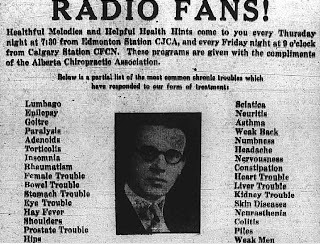 RADIO FANS!
Healthful Melodies and Helpful Health Hints come to you every Thursday
night at 7:30 from Edmonton Station CJCA, and every Friday night at 9 o'clock
from Calgary Station CFCN. These programs are given with the compliments
of the Alberta Chiropractic Association.
Below is a partial list of the most common chronic troubles which
have responded to our form of treatment:
Lumbago
Epilepsy
Goitre
Paralysis
Adenoids
Torticolis
Insomnia
Rheumatism
Female Trouble
Bowel Trouble
Stomach Trouble
Eye Trouble
Hay Fever
Shoulders
Prostate Trouble
Hips
Sciatica
Neuritis
Asthma
Weak Back
Numbness
Headache
Nervousness
Constipation
Heart Trouble
Liver Trouble
Kidney Trouble
Skin Diseases
Neurasthenia
Colitis
Piles
Weak Men